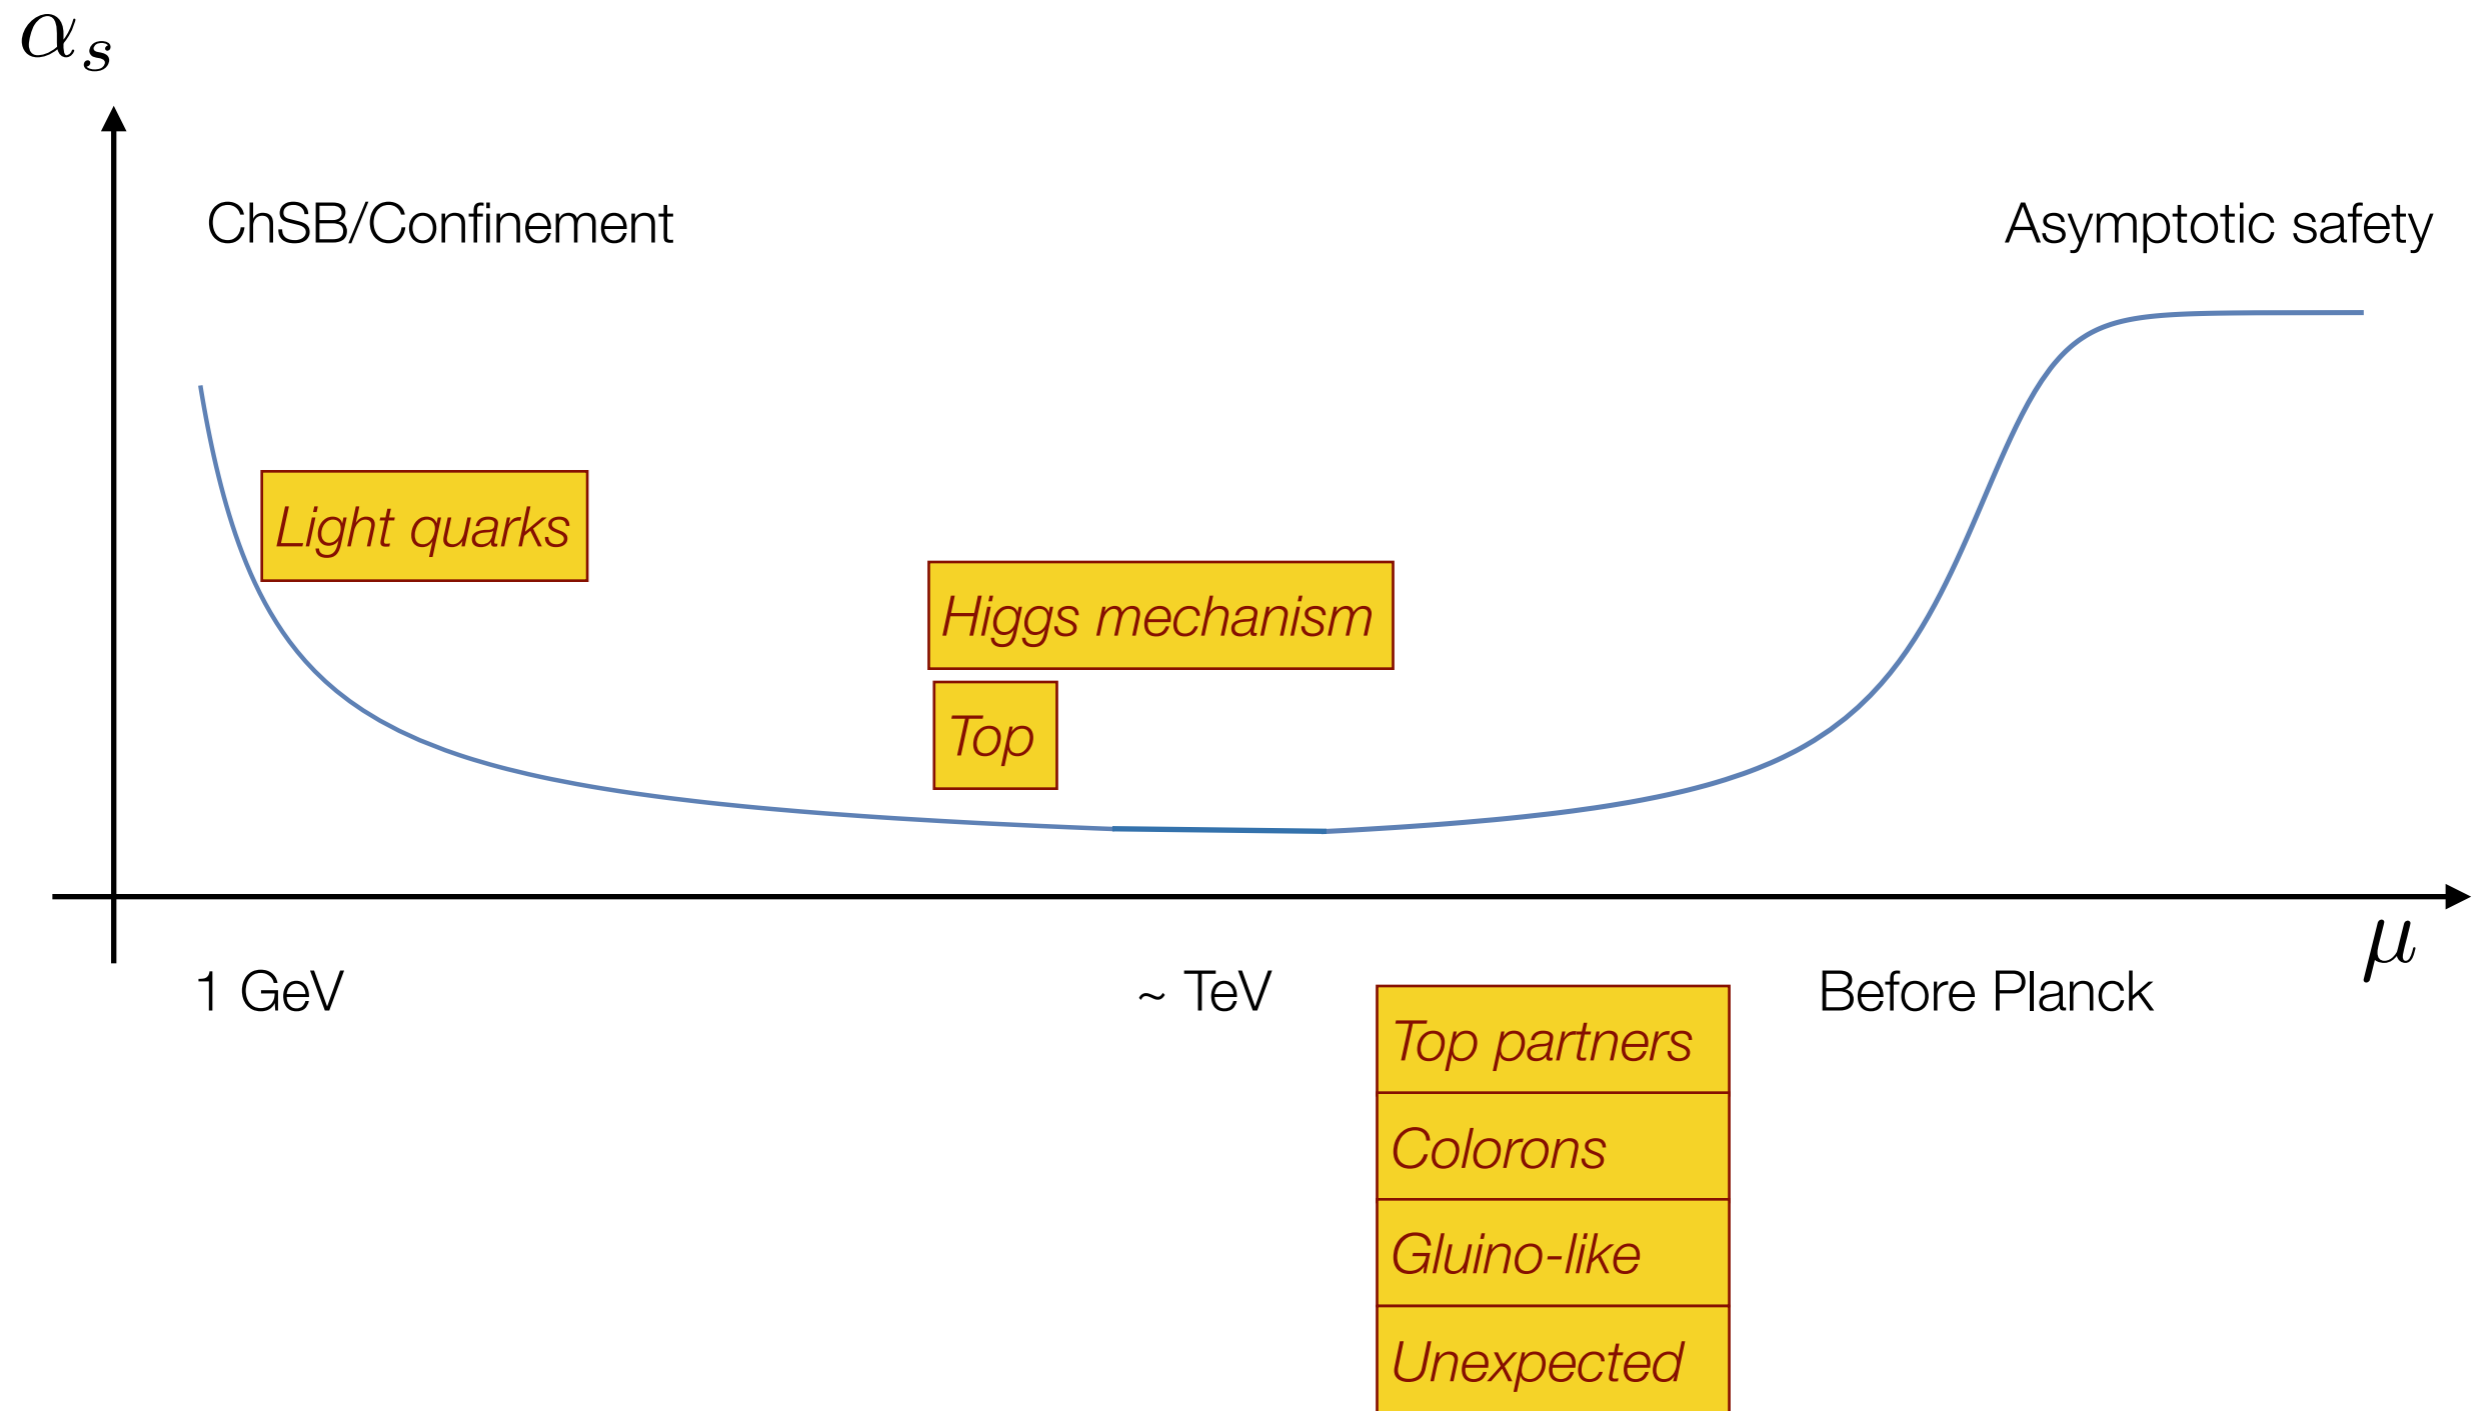 αs
ChSB/Confinement
Asymptotic safety
Light quarks
Higgs mechanism
Top
μ
1 GeV
~ TeV
Before Planck
Top partners
Colorons
Gluino-like
Unexpected